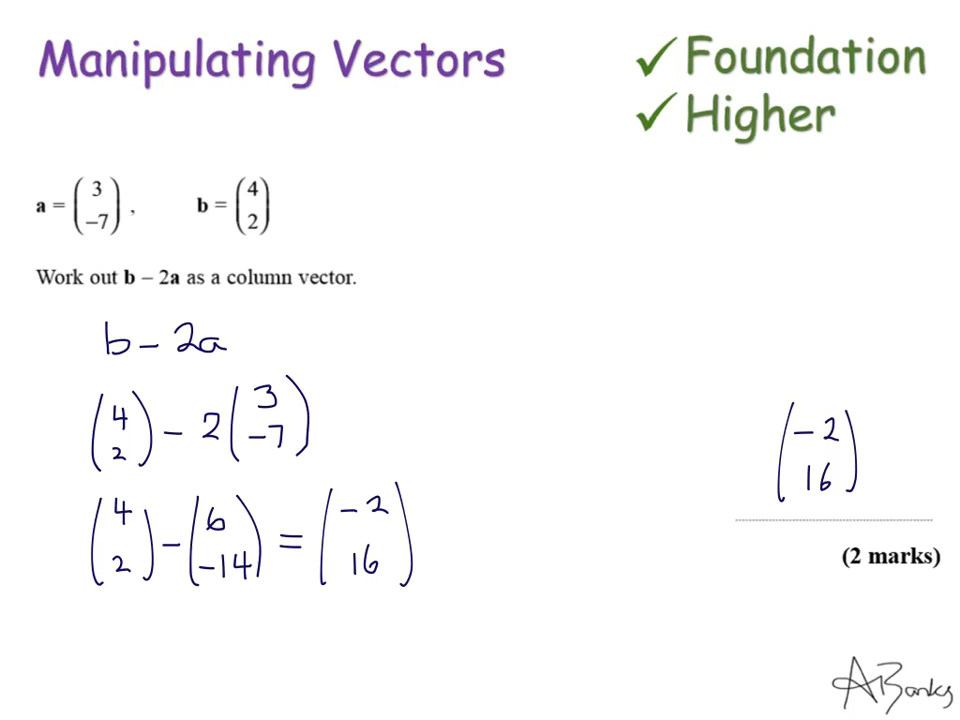 Manipulating Vectors
✓ Foundation
✓ Higher
a = (3 −7), b = (4 2)
Work out b − 2a as a column vector.
b − 2a
(4 2) − 2(3 −7)
(4 2) − (6 −14) = (−2 16)
(−2 16)
(2 marks)
A Banks